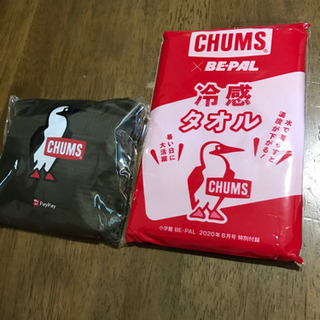 CHUMS
PayPay
CHUMS
×BE-PAL
冷感
タオル
水で濡らすと
温度が下がる!
暑い日に
大活躍
CHUMS
小学館 BE-PAL 2020年8月号 特別付録